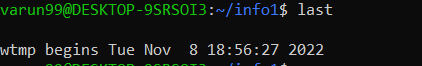 varun99@DESKTOP-9SRSOI3:~/info1$ last
wtmp begins Tue Nov  8 18:56:27 2022